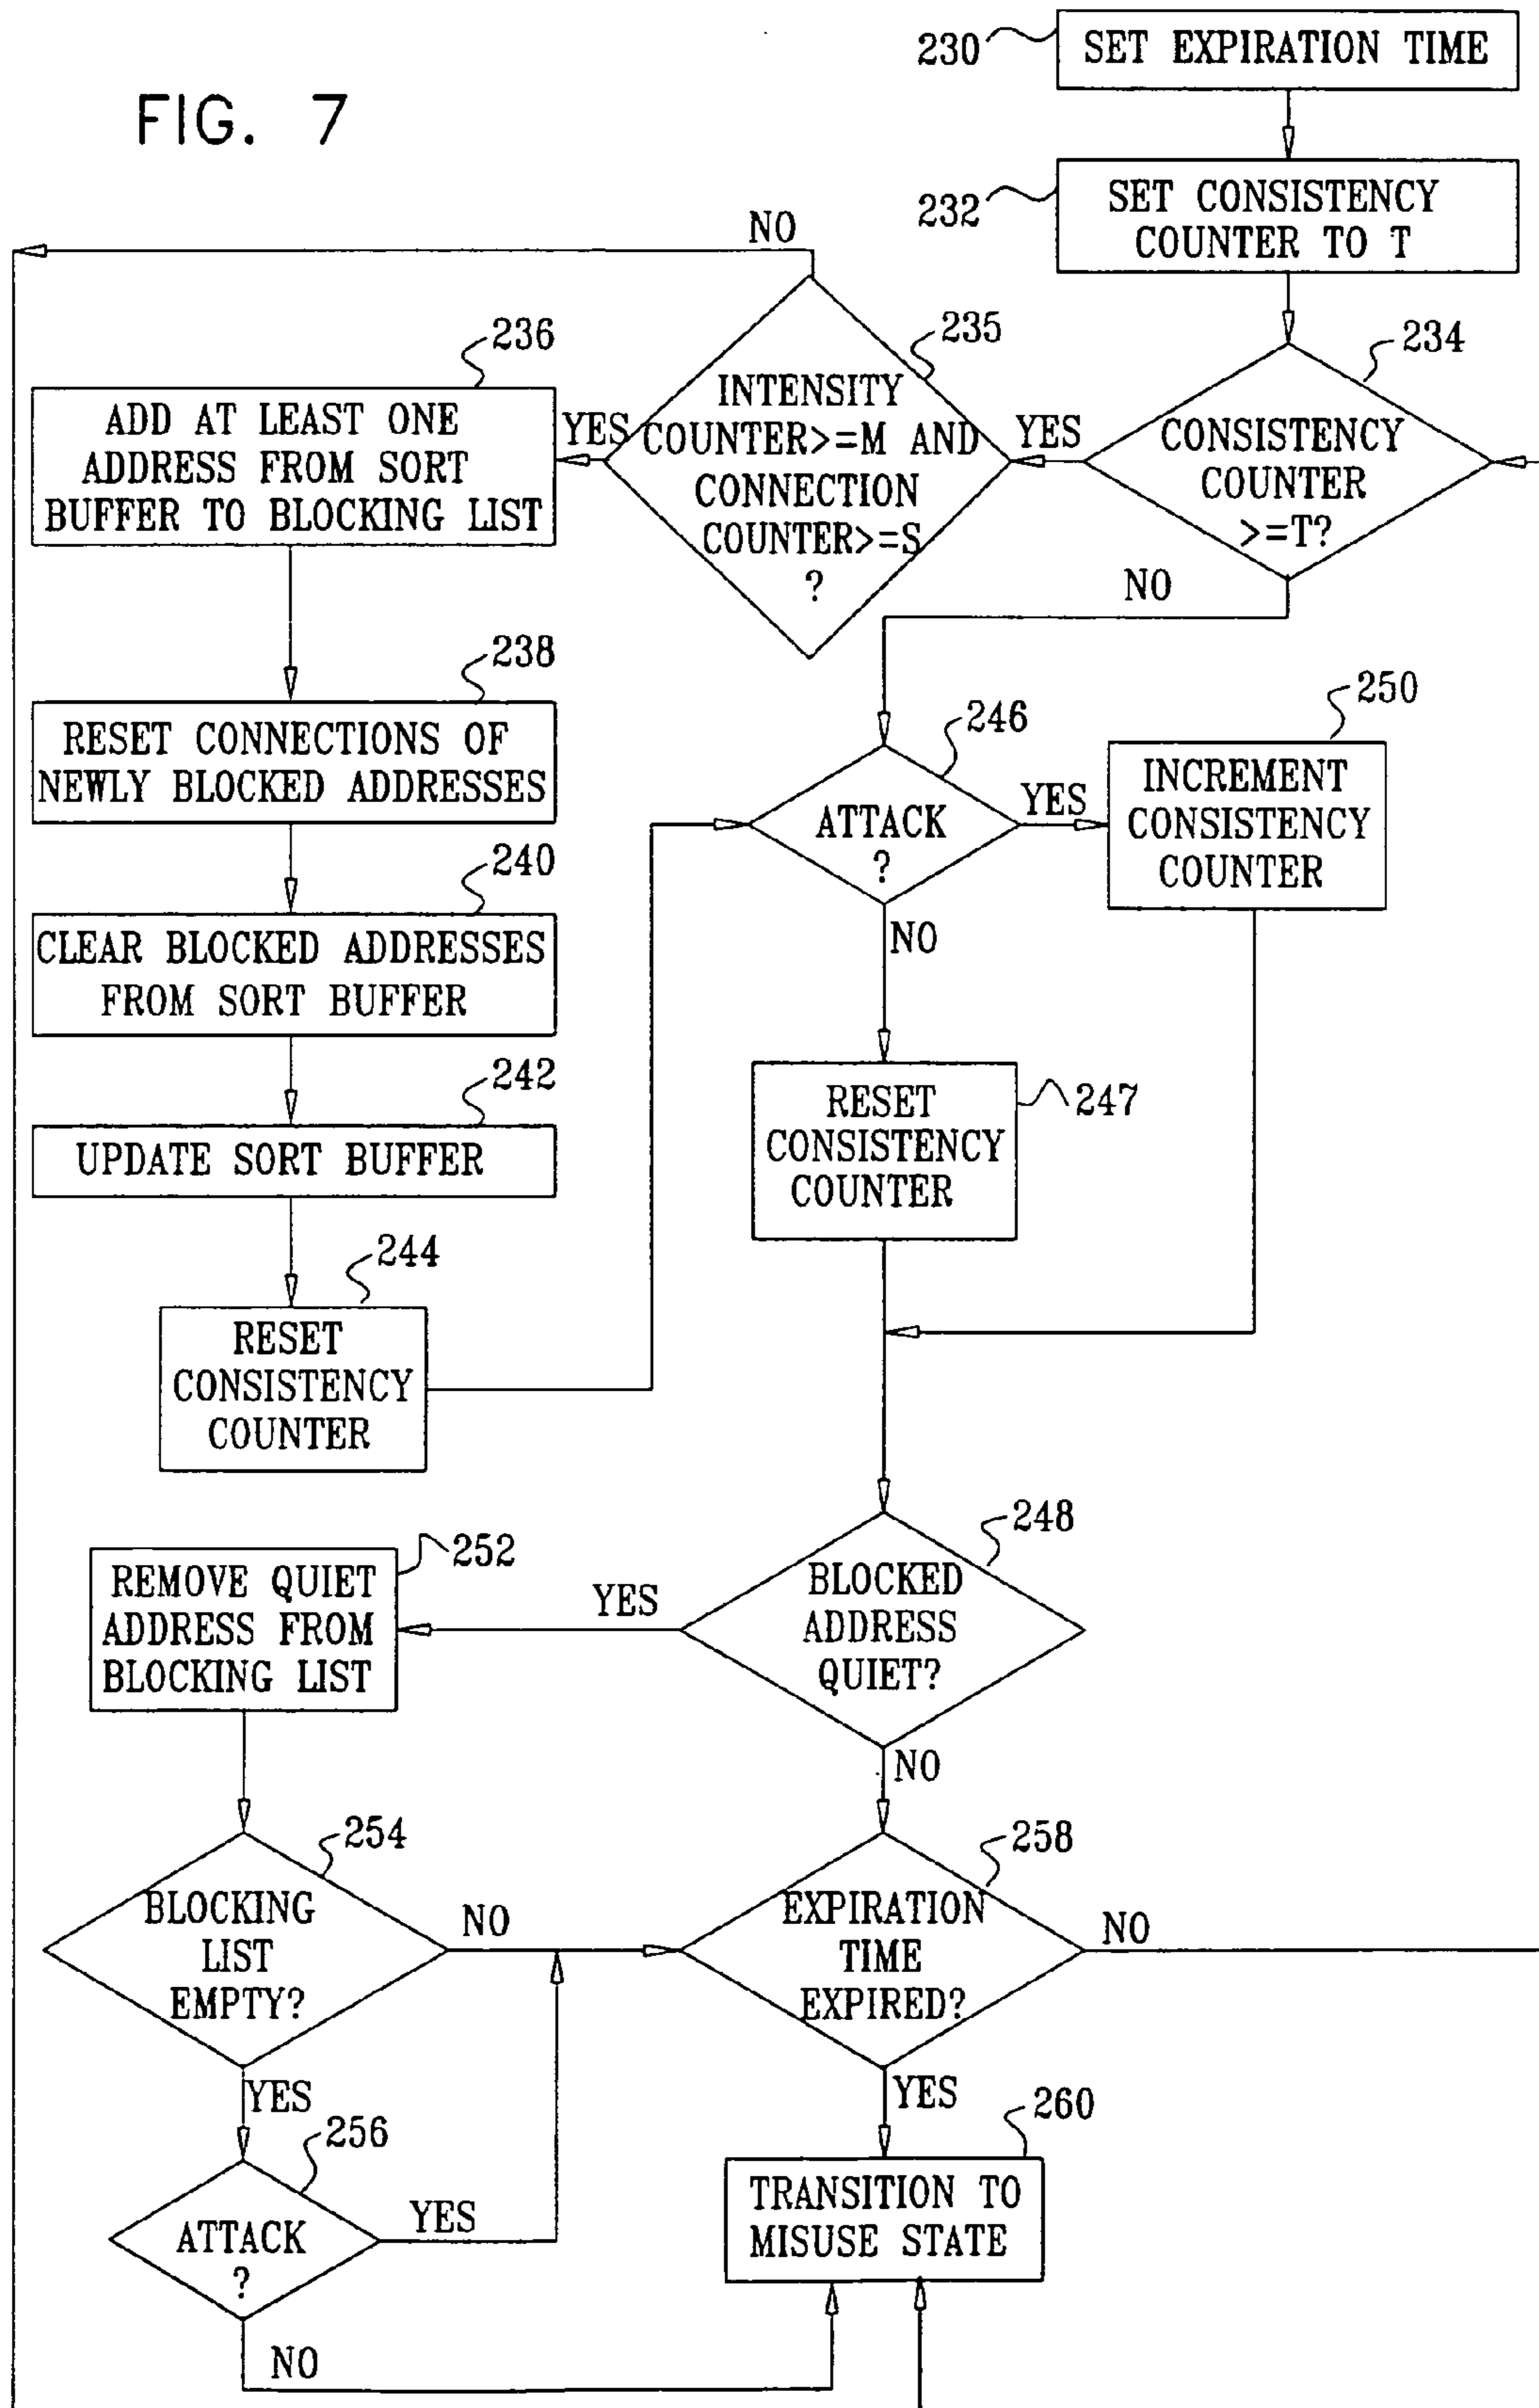 FIG. 7
230
SET EXPIRATION TIME
232
SET CONSISTENCY
COUNTER TO T
NO
234
CONSISTENCY
COUNTER
>=T?
YES
NO
235
INTENSITY
COUNTER>=M AND
CONNECTION
COUNTER>=S
?
YES
236
ADD AT LEAST ONE
ADDRESS FROM SORT
BUFFER TO BLOCKING LIST
238
RESET CONNECTIONS OF
NEWLY BLOCKED ADDRESSES
240
CLEAR BLOCKED ADDRESSES
FROM SORT BUFFER
242
UPDATE SORT BUFFER
244
RESET
CONSISTENCY
COUNTER
246
ATTACK
?
YES
250
INCREMENT
CONSISTENCY
COUNTER
NO
247
RESET
CONSISTENCY
COUNTER
248
BLOCKED
ADDRESS
QUIET?
YES
252
REMOVE QUIET
ADDRESS FROM
BLOCKING LIST
NO
254
BLOCKING
LIST
EMPTY?
NO
258
EXPIRATION
TIME
EXPIRED?
NO
YES
256
ATTACK
?
YES
NO
YES
260
TRANSITION TO
MISUSE STATE